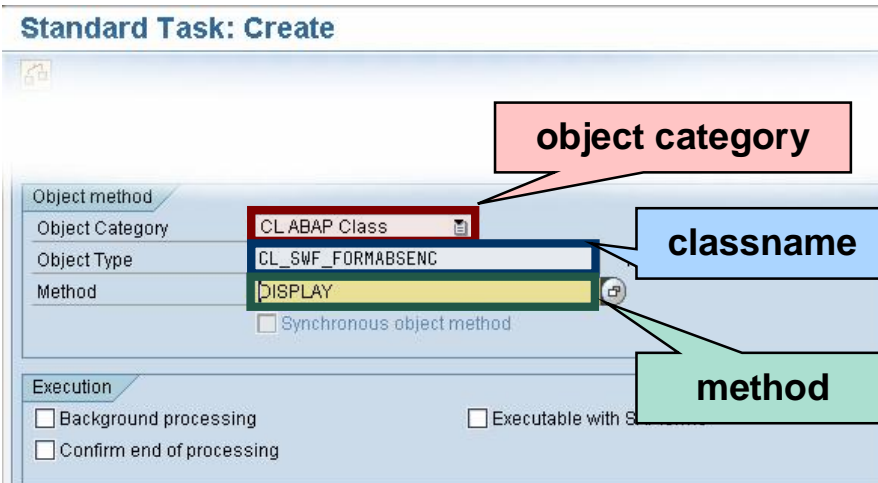 Standard Task: Create
object category
Object method
Object Category CL ABAP Class
classname
Object Type CL_SWF_FORMABSENC
Method DISPLAY
Synchronous object method
method
Execution
Background processing Executable with
Confirm end of processing